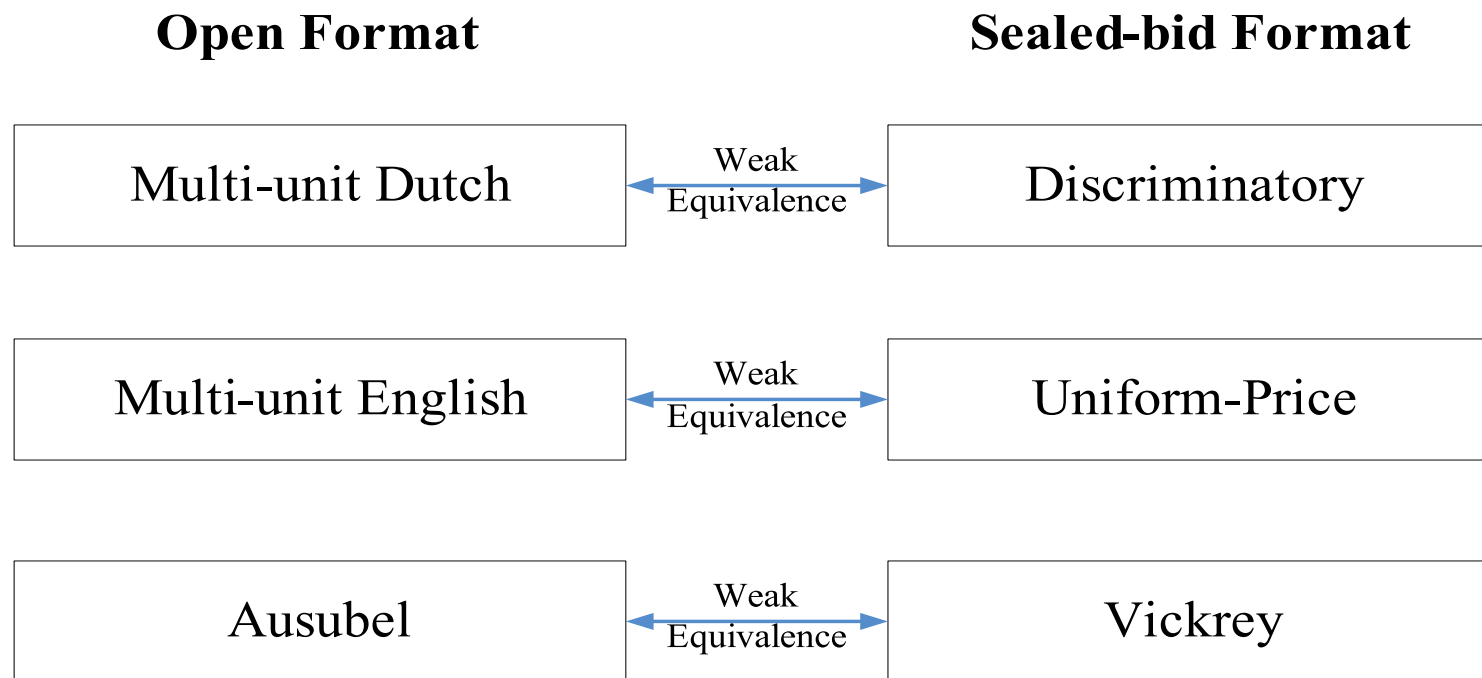 Open Format
Sealed-bid Format
Multi-unit Dutch
Weak
Equivalence
Discriminatory
Multi-unit English
Weak
Equivalence
Uniform-Price
Ausubel
Weak
Equivalence
Vickrey